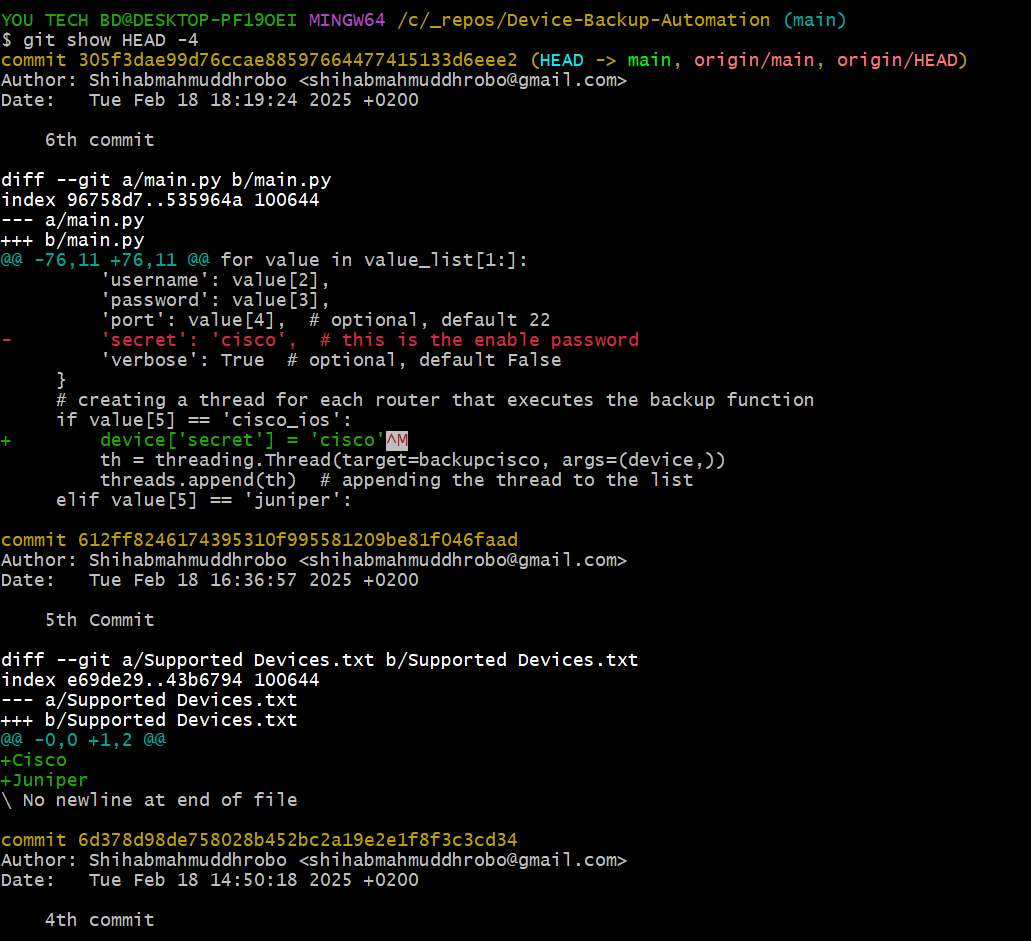 YOU TECH BD@DESKTOP-PF19OEI MINGW64 /c/_repos/Device-Backup-Automation (main)
$ git show HEAD -4
commit 305f3dae99d76ccae88597664477415133d6eee2 (HEAD -> main, origin/main, origin/HEAD)
Author: Shihabmahmuddhrobo <shihabmahmuddhrobo@gmail.com>
Date:   Tue Feb 18 18:19:24 2025 +0200

    6th commit

diff --git a/main.py b/main.py
index 96758d7..535964a 100644
--- a/main.py
+++ b/main.py
@@ -76,11 +76,11 @@ for value in value_list[1:]:
         'username': value[2],
         'password': value[3],
         'port': value[4],  # optional, default 22
-        'secret': 'cisco',  # this is the enable password
         'verbose': True  # optional, default False
     }
     # creating a thread for each router that executes the backup function
     if value[5] == 'cisco_ios':
+        device['secret'] = 'cisco'^M
         th = threading.Thread(target=backupcisco, args=(device,))
         threads.append(th)  # appending the thread to the list
     elif value[5] == 'juniper':

commit 612ff8246174395310f995581209be81f046faad
Author: Shihabmahmuddhrobo <shihabmahmuddhrobo@gmail.com>
Date:   Tue Feb 18 16:36:57 2025 +0200

    5th Commit

diff --git a/Supported Devices.txt b/Supported Devices.txt
index e69de29..43b6794 100644
--- a/Supported Devices.txt
+++ b/Supported Devices.txt
@@ -0,0 +1,2 @@
+Cisco
+Juniper
\ No newline at end of file

commit 6d378d98de758028b452bc2a19e2e1f8f3c3cd34
Author: Shihabmahmuddhrobo <shihabmahmuddhrobo@gmail.com>
Date:   Tue Feb 18 14:50:18 2025 +0200

    4th commit